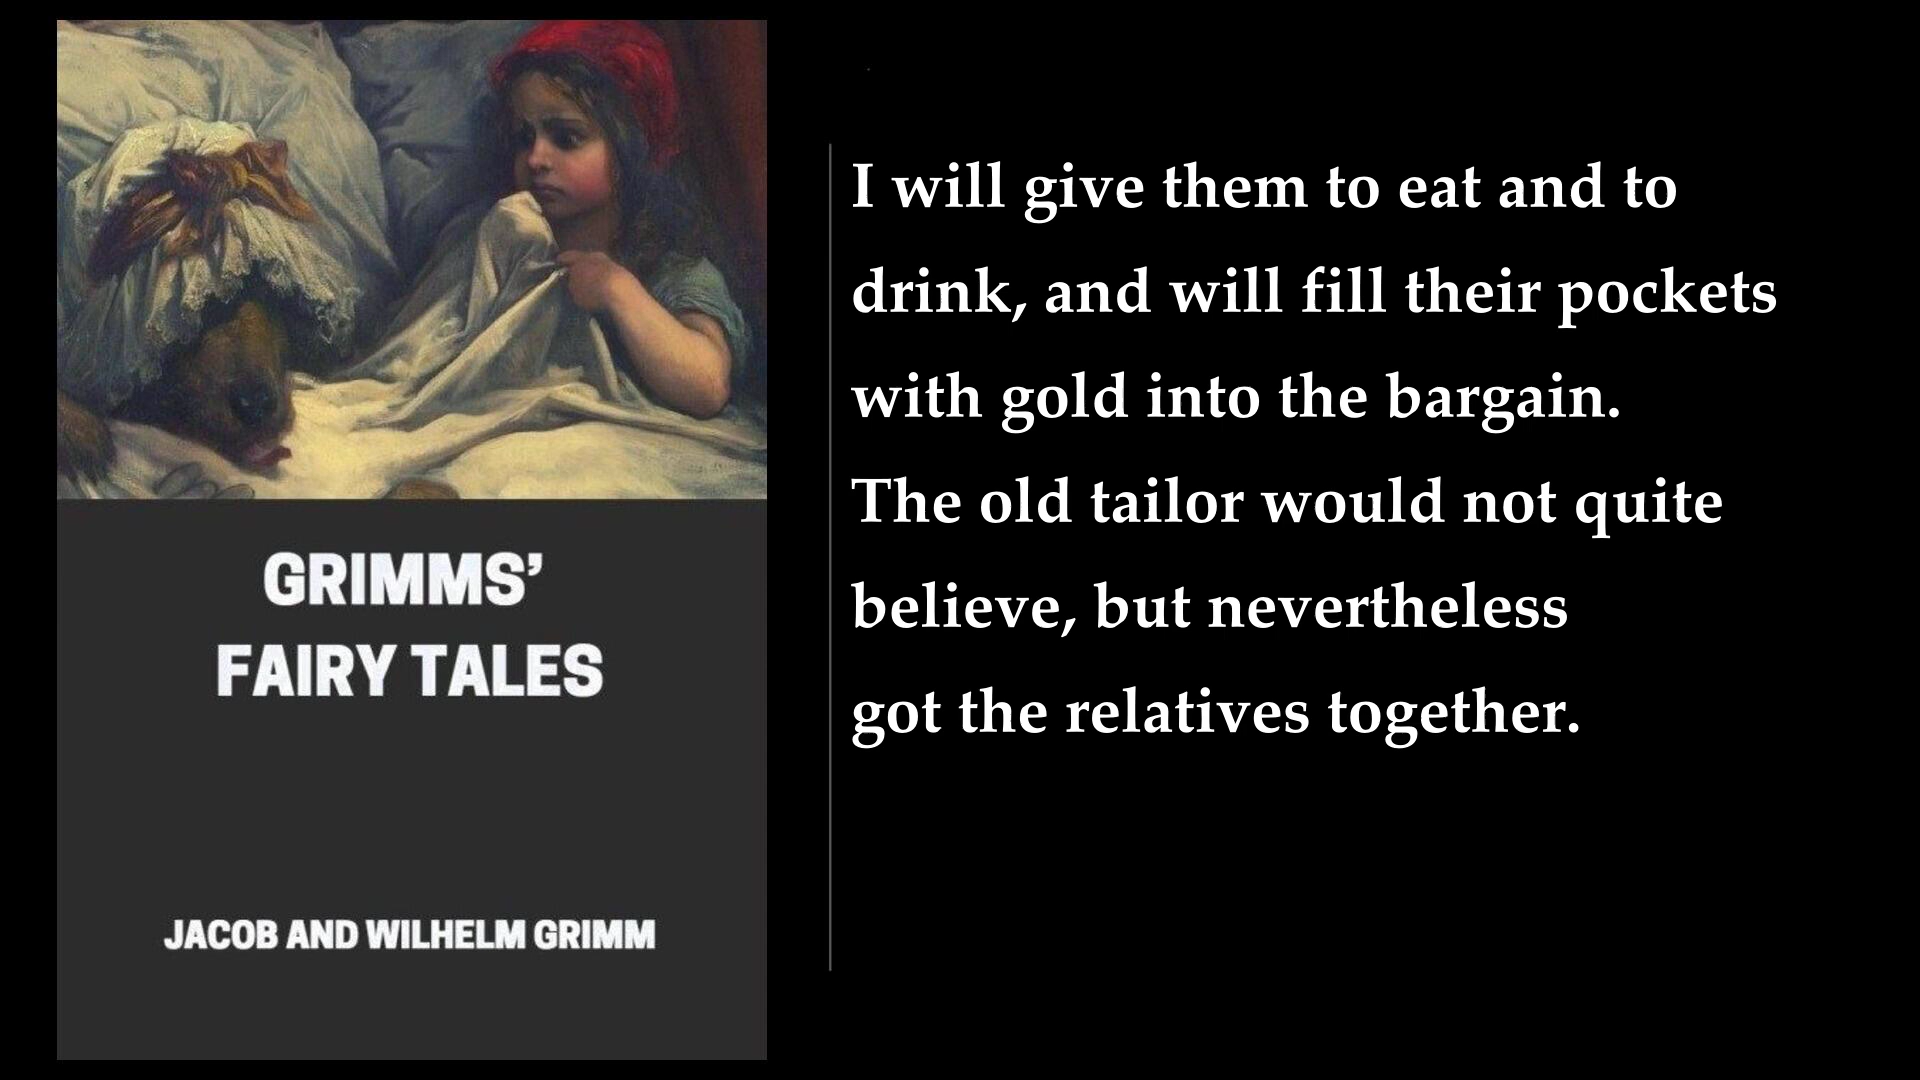 GRIMMS’
FAIRY TALES
JACOB AND WILHELM GRIMM
I will give them to eat and to
drink, and will fill their pockets
with gold into the bargain.
The old tailor would not quite
believe, but nevertheless
got the relatives together.